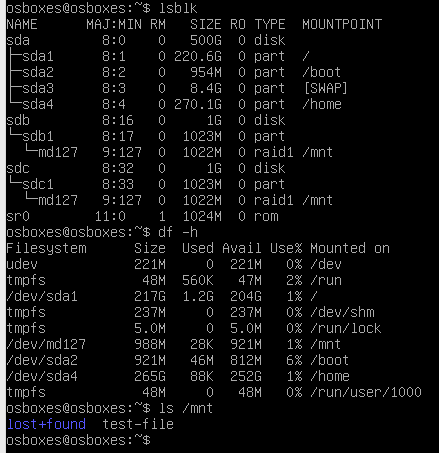 osboxes@osboxes:~$ lsblk
NAME      MAJ:MIN RM   SIZE RO TYPE  MOUNTPOINT
sda         8:0    0   500G  0 disk
├─sda1      8:1    0 220.6G  0 part  /
├─sda2      8:2    0   954M  0 part  /boot
├─sda3      8:3    0   8.4G  0 part  [SWAP]
└─sda4      8:4    0 270.1G  0 part  /home
sdb         8:16   0     1G  0 disk
└─sdb1      8:17   0  1023M  0 part
  └─md127   9:127  0  1022M  0 raid1 /mnt
sdc         8:32   0     1G  0 disk
└─sdc1      8:33   0  1023M  0 part
  └─md127   9:127  0  1022M  0 raid1 /mnt
sr0        11:0    1  1024M  0 rom
osboxes@osboxes:~$ df -h
Filesystem      Size  Used Avail Use% Mounted on
udev            221M     0  221M   0% /dev
tmpfs            48M  560K   47M   2% /run
/dev/sda1       217G  1.2G  204G   1% /
tmpfs           237M     0  237M   0% /dev/shm
tmpfs           5.0M     0  5.0M   0% /run/lock
/dev/md127      988M   28K  921M   1% /mnt
/dev/sda2       921M   46M  812M   6% /boot
/dev/sda4       265G   88K  252G   1% /home
tmpfs            48M     0   48M   0% /run/user/1000
osboxes@osboxes:~$ ls /mnt
lost+found  test-file
osboxes@osboxes:~$